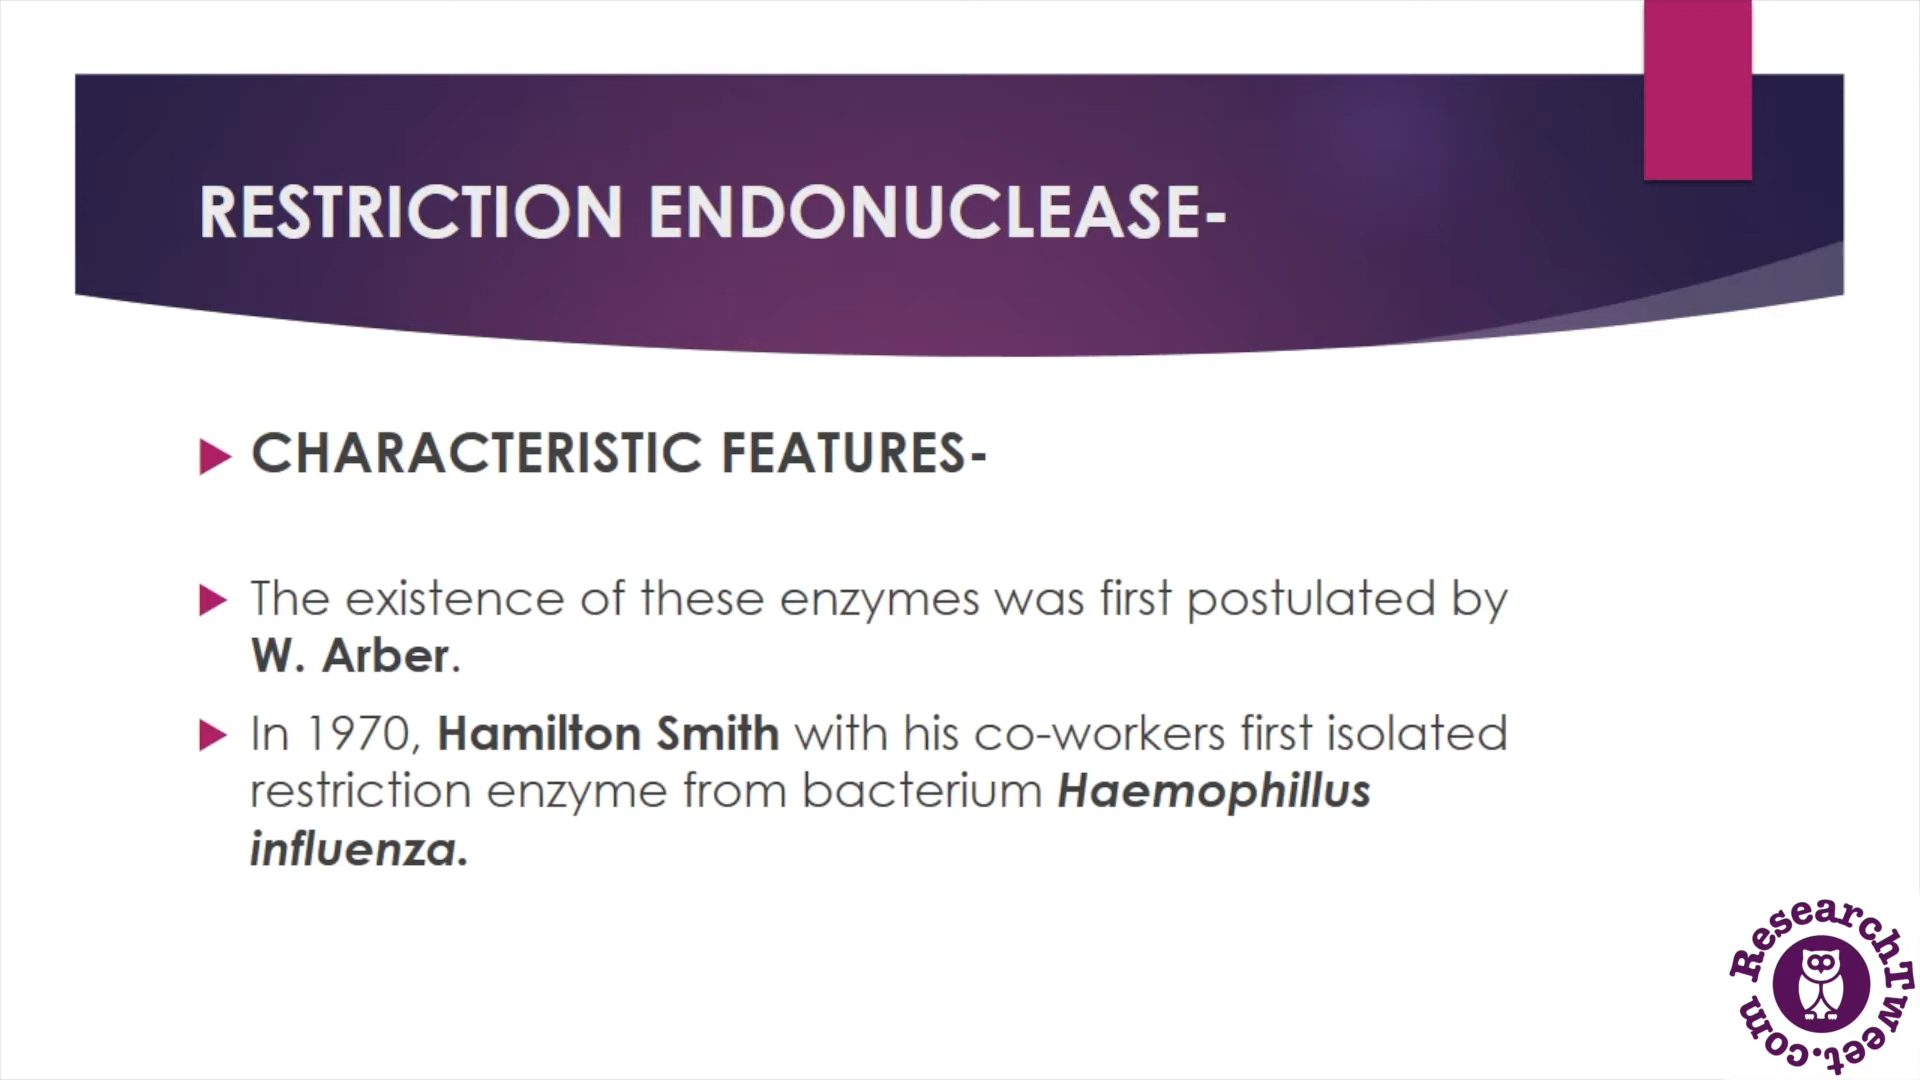 RESTRICTION ENDONUCLEASE-
CHARACTERISTIC FEATURES-
The existence of these enzymes was first postulated by
W. Arber.
In 1970, Hamilton Smith with his co-workers first isolated
restriction enzyme from bacterium Haemophillus
influenza.
ResearchTweet.com